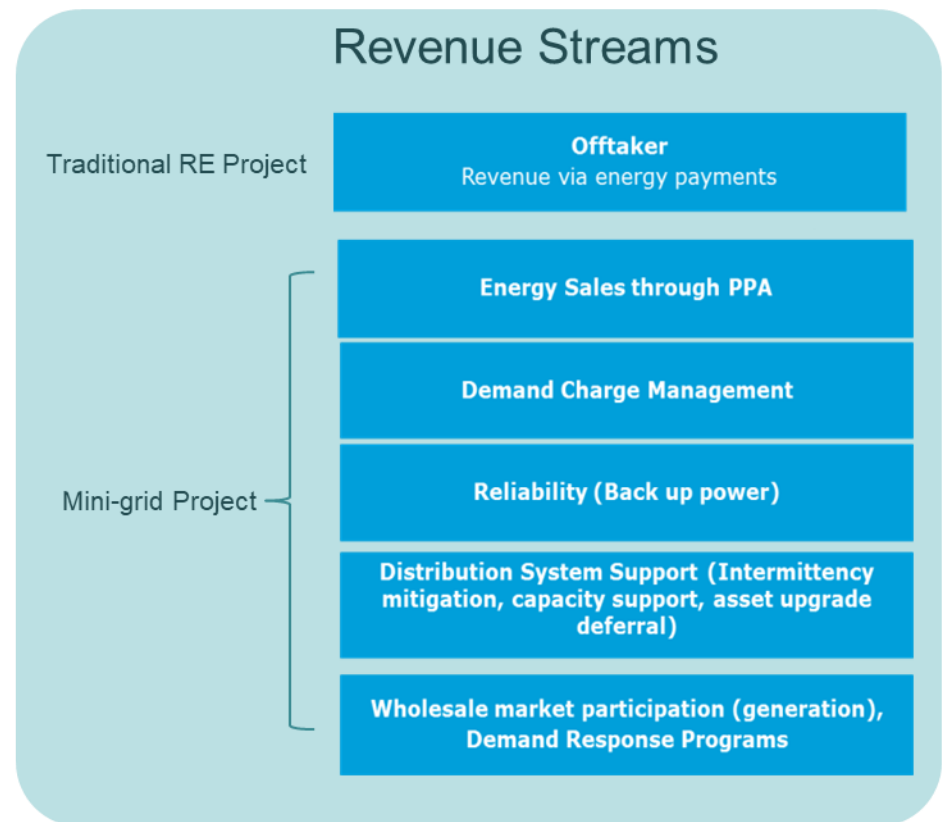 Revenue Streams
Traditional RE Project
Offtaker
Revenue via energy payments
Mini-grid Project
Energy Sales through PPA
Demand Charge Management
Reliability (Back up power)
Distribution System Support (Intermittency
mitigation, capacity support, asset upgrade
deferral)
Wholesale market participation (generation),
Demand Response Programs